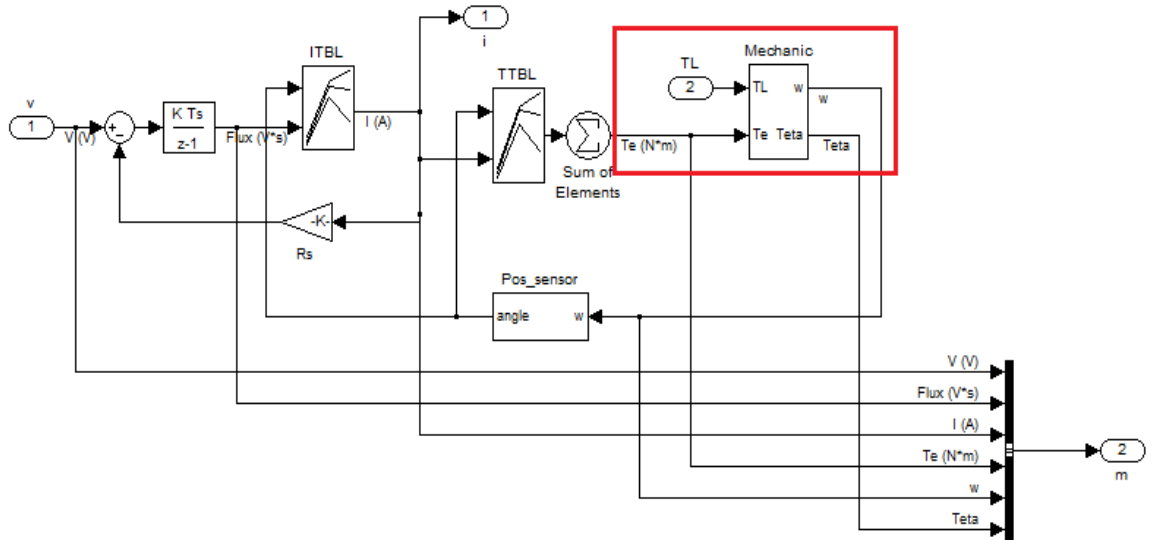 1
i
ITBL
Mechanic
TL
2
TTBL
TL
w
w
v
1
V (V)
+
-
K Ts
z-1
Flux (V*s)
I (A)
Te
Teta
Te (N*m)
Teta
Sum of
Elements
-K-
Rs
Pos_sensor
angle
w
V (V)
Flux (V*s)
I (A)
Te (N*m)
w
Teta
2
m